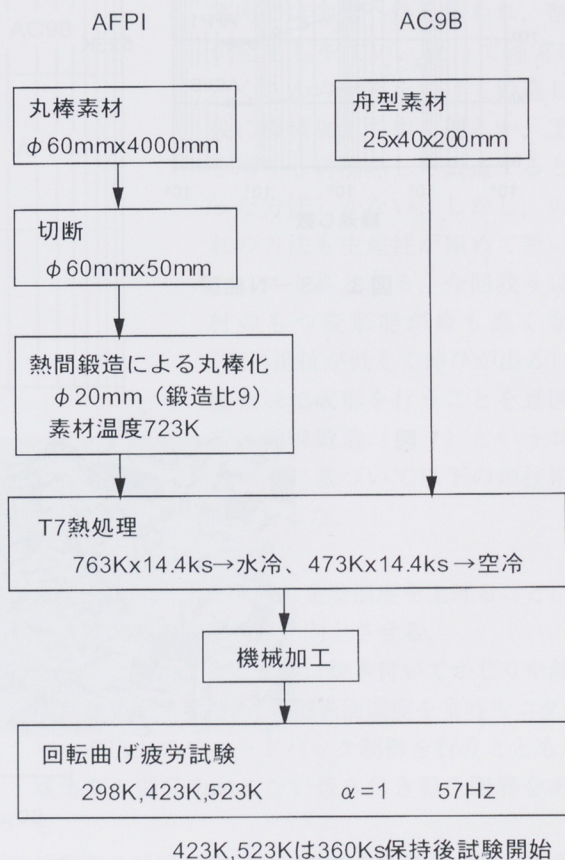 AFPI
AC9B
丸棒素材
φ60mmx4000mm
舟型素材
25x40x200mm
切断
φ60mmx50mm
熱間鍛造による丸棒化
φ20mm（鍛造比9）
素材温度723K
T7熱処理
763Kx14.4ks→水冷、473Kx14.4ks→空冷
機械加工
回転曲げ疲労試験
298K,423K,523K α=1 57Hz
423K,523Kは360Ks保持後試験開始